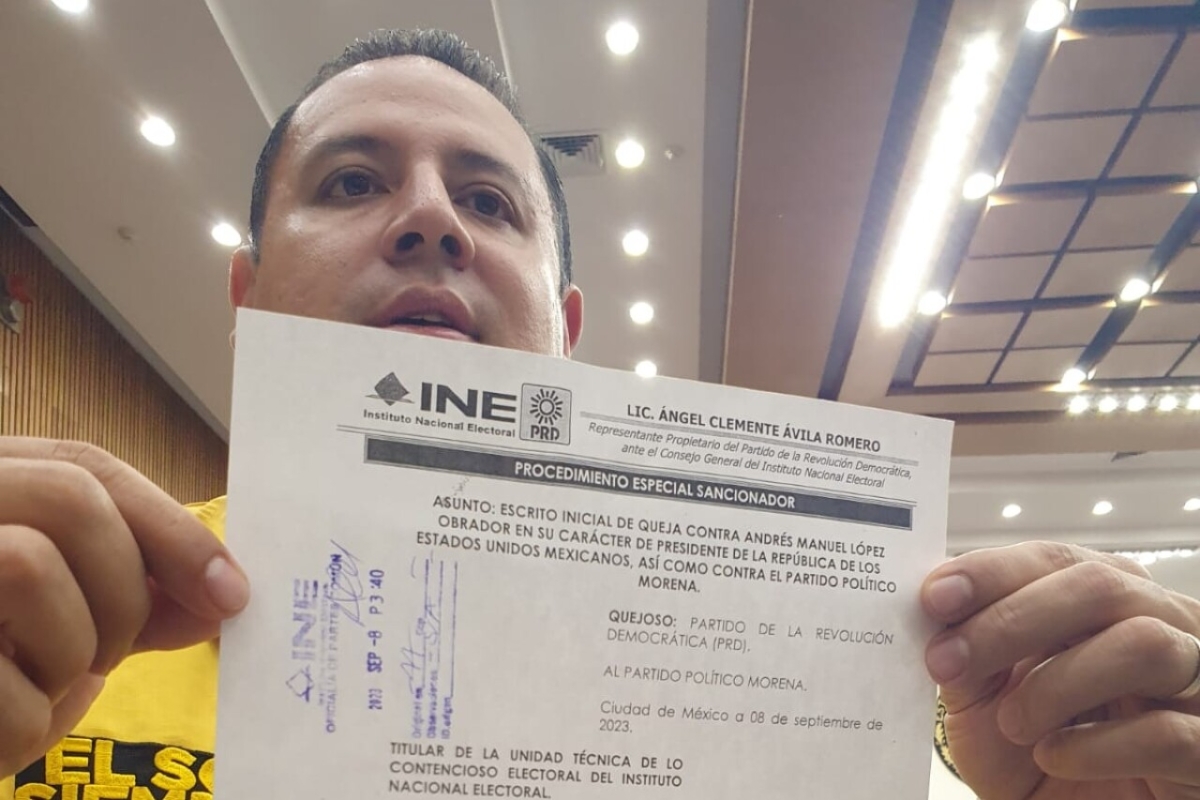 INE
Instituto Nacional Electoral
PRD
LIC. ÁNGEL CLEMENTE ÁVILA ROMERO
Representante Propietario del Partido de la Revolución Democrática,
ante el Consejo General del Instituto Nacional Electoral
PROCEDIMIENTO ESPECIAL SANCIONADOR
ASUNTO: ESCRITO INICIAL DE QUEJA CONTRA ANDRÉS MANUEL LÓPEZ
OBRADOR EN SU CARÁCTER DE PRESIDENTE DE LA REPÚBLICA DE LOS
ESTADOS UNIDOS MEXICANOS, ASÍ COMO CONTRA EL PARTIDO POLÍTICO
MORENA.
QUEJOSO: PARTIDO DE LA REVOLUCIÓN
DEMOCRÁTICA (PRD).
AL PARTIDO POLÍTICO MORENA.
Ciudad de México a 08 de septiembre de
2023,
TITULAR DE LA UNIDAD TÉCNICA DE LO
CONTENCIOSO ELECTORAL DEL INSTITUTO
NACIONAL ELECTORAL.
OFICIALIA DE PARTES COMÚN
2023 SEP -8 P 3:40
EL SO
SIEMP